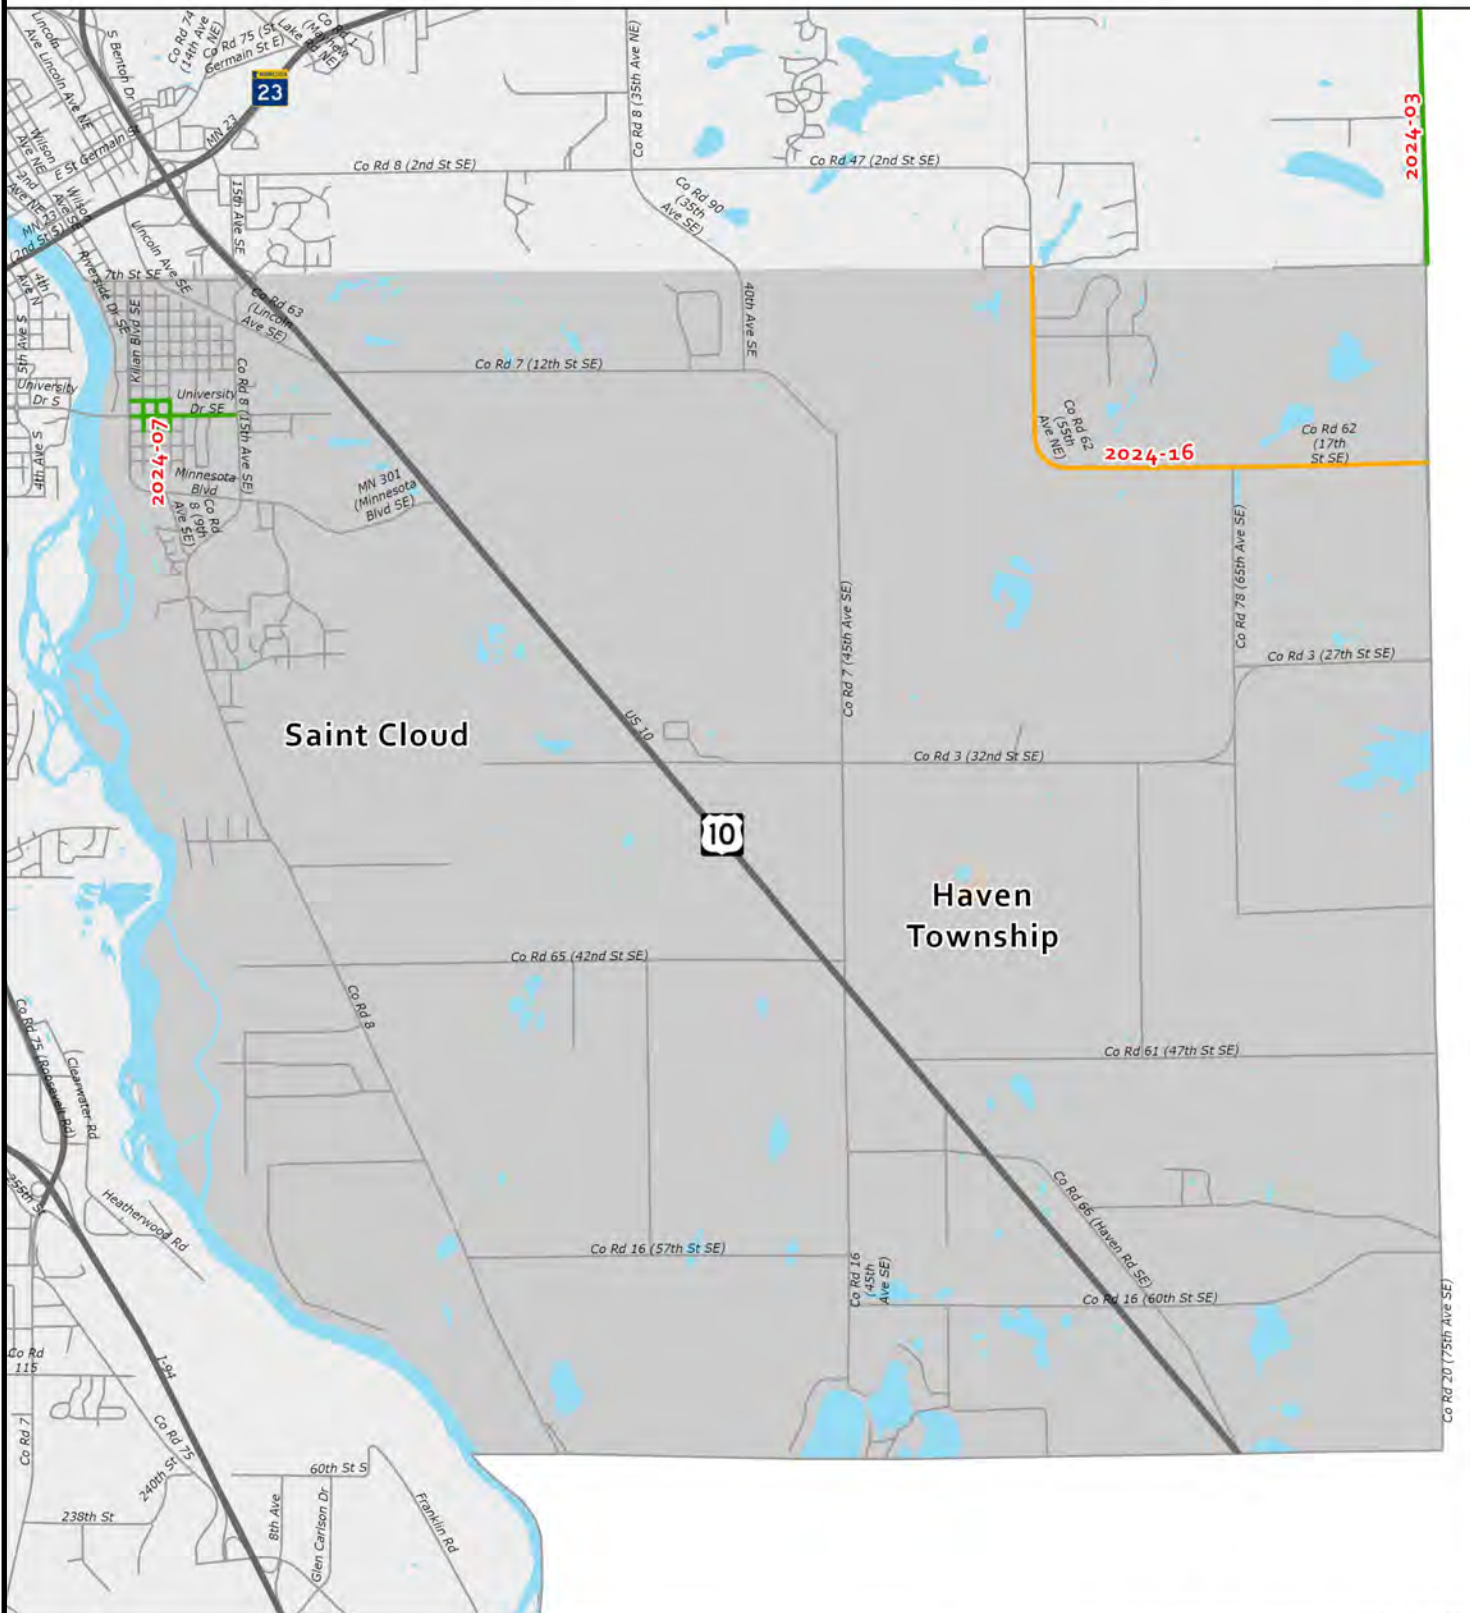 Lincoln
Ave
Lincoln Ave NE
S Benton Dr
Co Rd 74
(14th Ave
NE)
Co Rd 75 (St
Germain St E)
Co Rd 1
(Mayhew
Lake Rd NE)
23
MN 23
Wilson
Ave NE
E St Germain St
2nd
Ave NE
Wilson
Ave SE
MN 23
(2nd St S)
Co Rd 8 (2nd St SE)
Co Rd 8 (35th Ave NE)
Co Rd 47 (2nd St SE)
2024-03
15th Ave SE
Co Rd 90
(35th
Ave SE)
Lincoln Ave SE
Riverside Dr SE
7th St SE
4th
Ave N
5th Ave S
Kilian Blvd SE
Co Rd 63
(Lincoln
Ave SE)
40th Ave SE
Co Rd 7 (12th St SE)
University
Dr S
University
Dr SE
Co Rd 8 (15th Ave SE)
4th Ave S
2024-07
Minnesota
Blvd
Co Rd
8 (9th
Ave SE)
MN 301
(Minnesota
Blvd SE)
Co Rd 62
(55th
Ave NE)
2024-16
Co Rd 62
(17th
St SE)
Co Rd 78 (65th Ave SE)
Co Rd 7 (45th Ave SE)
Co Rd 3 (27th St SE)
Saint Cloud
US 10
Co Rd 3 (32nd St SE)
10
Haven
Township
Co Rd 65 (42nd St SE)
Co Rd 8
Co Rd 75 (Roosevelt Rd)
Clearwater Rd
Co Rd 61 (47th St SE)
255th St
Heatherwood Rd
Co Rd 66 (Haven Rd SE)
Co Rd 16 (57th St SE)
Co Rd 16
(45th
Ave SE)
Co Rd 16 (60th St SE)
Co Rd 20 (75th Ave SE)
Co Rd
115
I-94
Co Rd 7
Co Rd 75
240th St
60th St S
238th St
8th Ave
Glen Carlson Dr
Franklin Rd